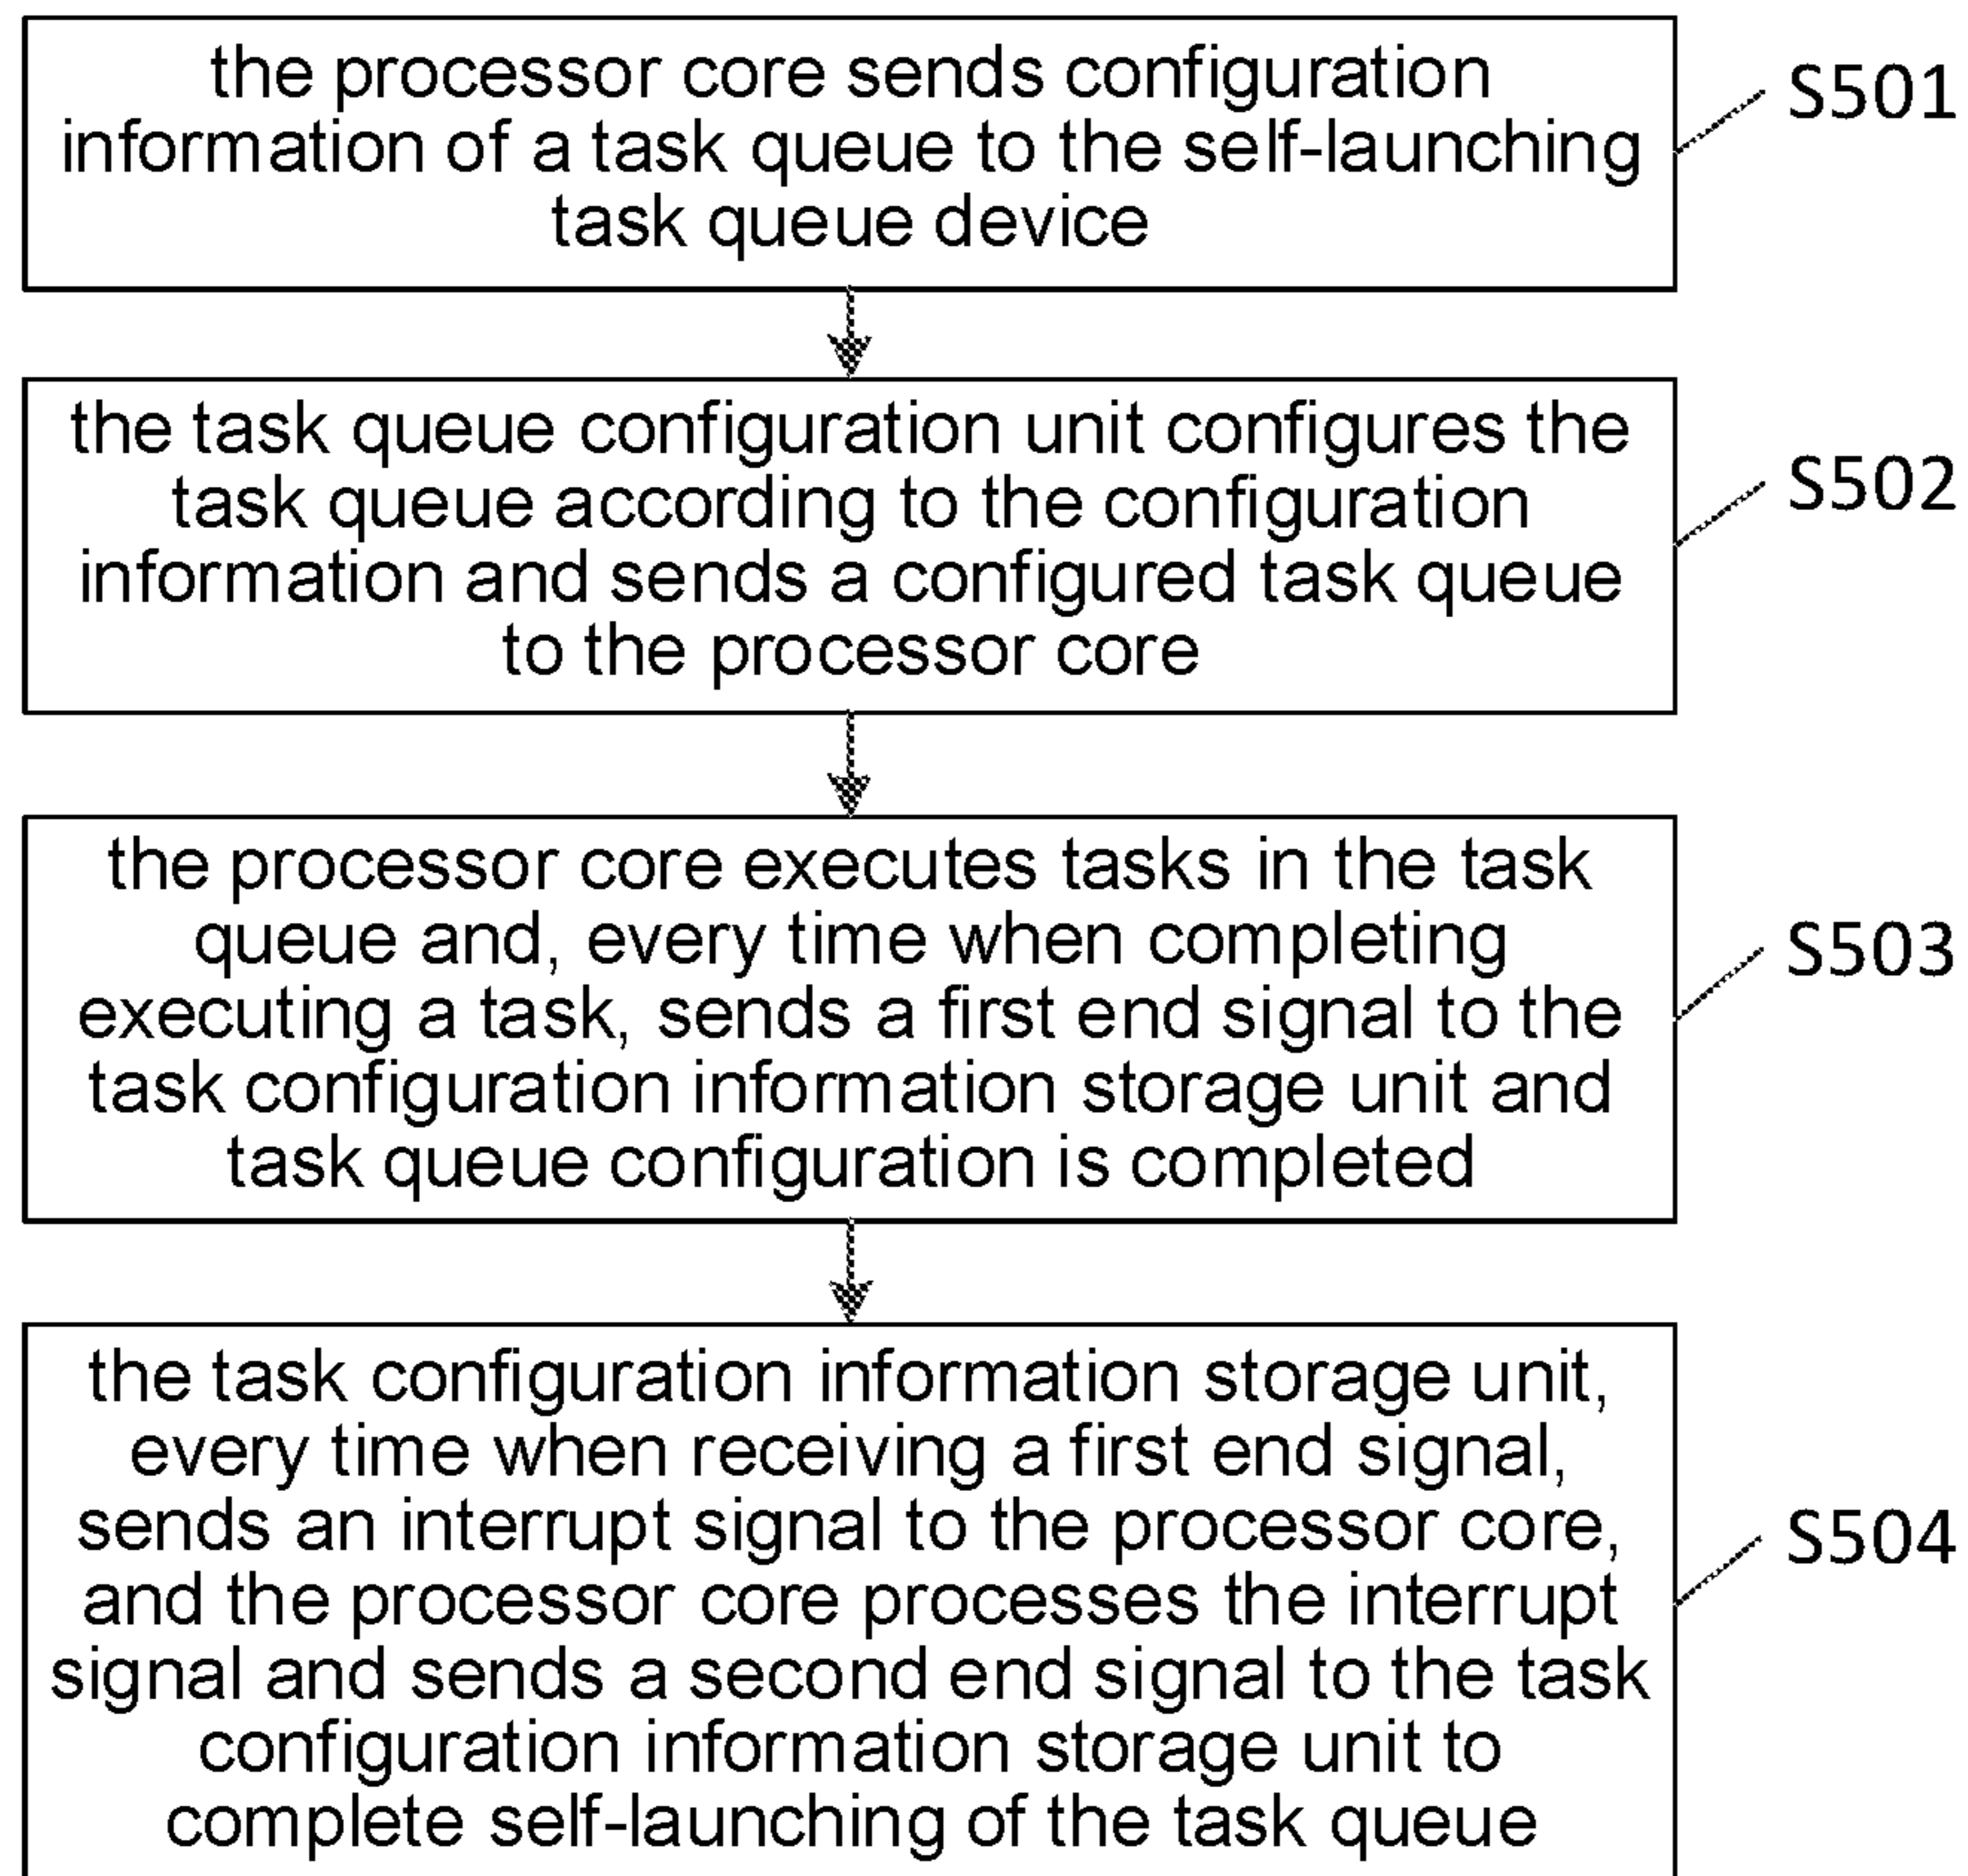 the processor core sends configuration
information of a task queue to the self-launching
task queue device
S501
the task queue configuration unit configures the
task queue according to the configuration
information and sends a configured task queue
to the processor core
S502
the processor core executes tasks in the task
queue and, every time when completing
executing a task, sends a first end signal to the
task configuration information storage unit and
task queue configuration is completed
S503
the task configuration information storage unit,
every time when receiving a first end signal,
sends an interrupt signal to the processor core,
and the processor core processes the interrupt
signal and sends a second end signal to the task
configuration information storage unit to
complete self-launching of the task queue
S504